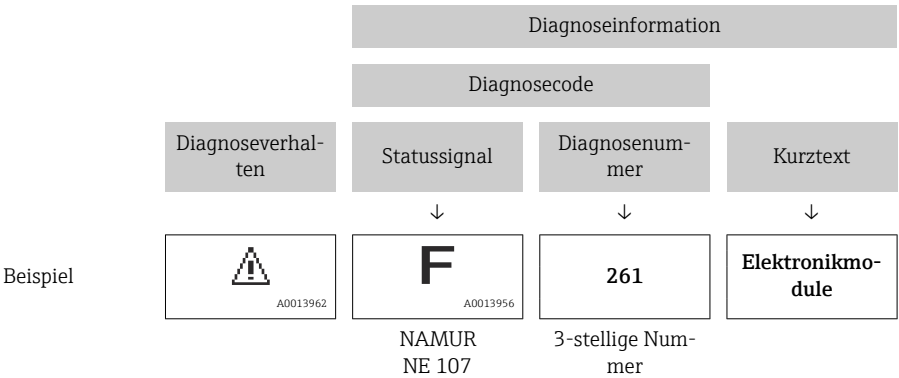 Diagnoseinformation
Diagnosecode
Diagnoseverhal-
ten
Statussignal
Diagnosenum-
mer
Kurztext
↓ ↓ ↓
Beispiel
A0013962
F
A0013956
261
Elektronikmo-
dule
NAMUR
NE 107
3-stellige Num-
mer